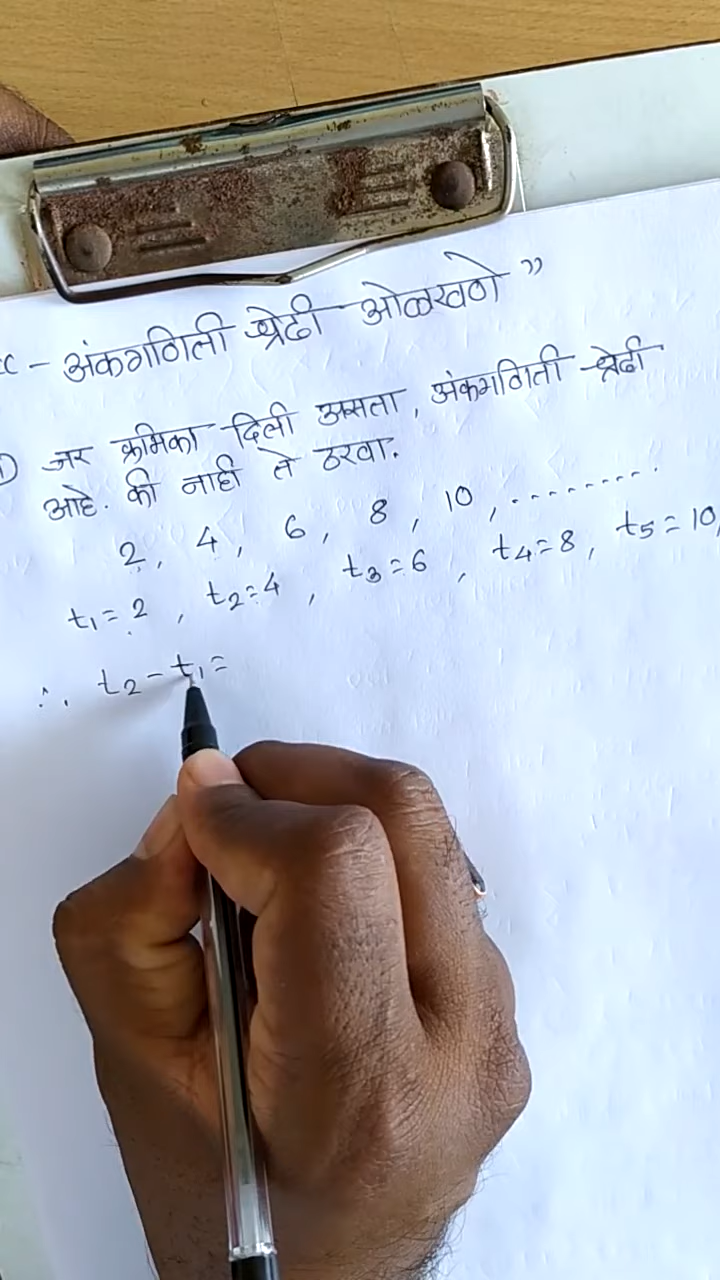 - अंकगणिती श्रेढी ओळखणे ”
1) जर क्रमिका दिली असता, अंकगणिती श्रेढी
आहे. की नाही ते ठरवा.
2, 4, 6, 8, 10, ........
t₁=2, t₂=4, t₃=6, t₄=8, t₅=10,
∴ t₂-t₁=